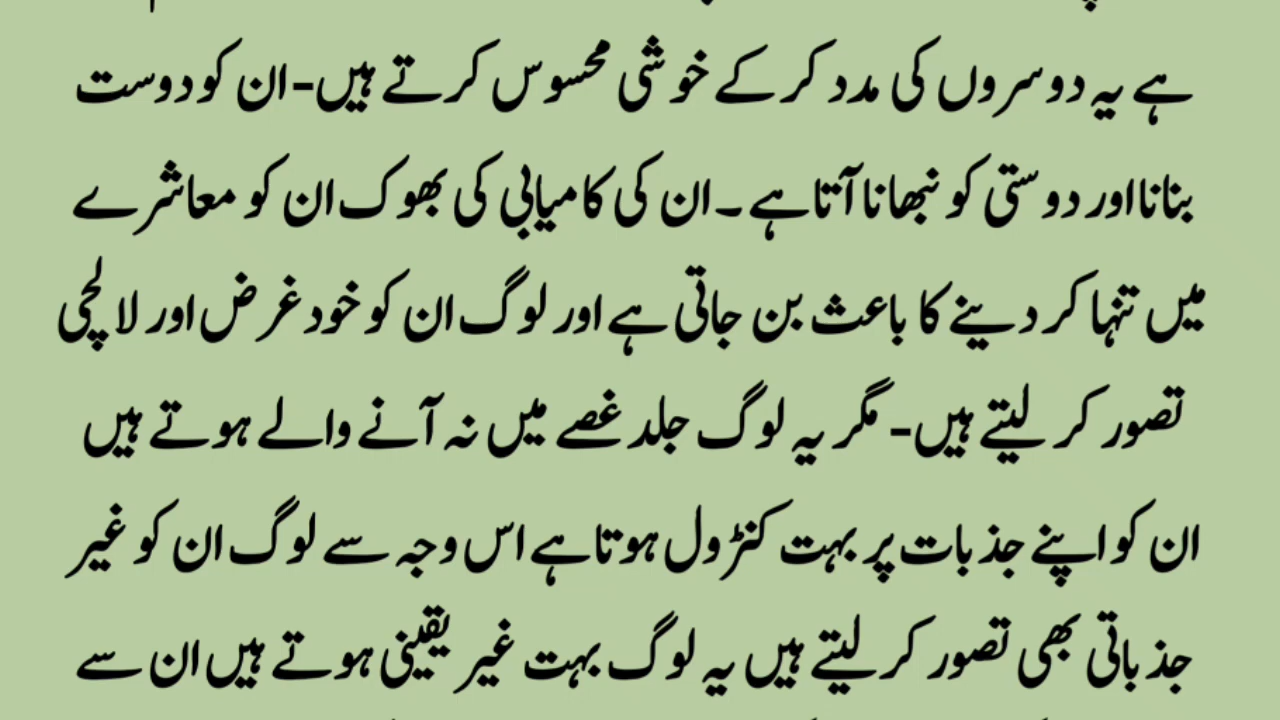 ہے یہ دوسروں کی مدد کر کے خوشی محسوس کرتے ہیں-ان کو دوست
بنانا اور دوستی کو نبھانا آتا ہے ۔ ان کی کامیابی کی بھوک ان کو معاشرے
میں تنہا کر دینے کا باعث بن جاتی ہے اور لوگ ان کو خود غرض اور لالچی
تصور کر لیتے ہیں- مگر یہ لوگ جلد غصے میں نہ آنے والے ہوتے ہیں
ان کو اپنے جذبات پر بہت کنٹرول ہوتا ہے اس وجہ سے لوگ ان کو غیر
جذباتی بھی تصور کر لیتے ہیں یہ لوگ بہت غیر یقینی ہوتے ہیں ان سے